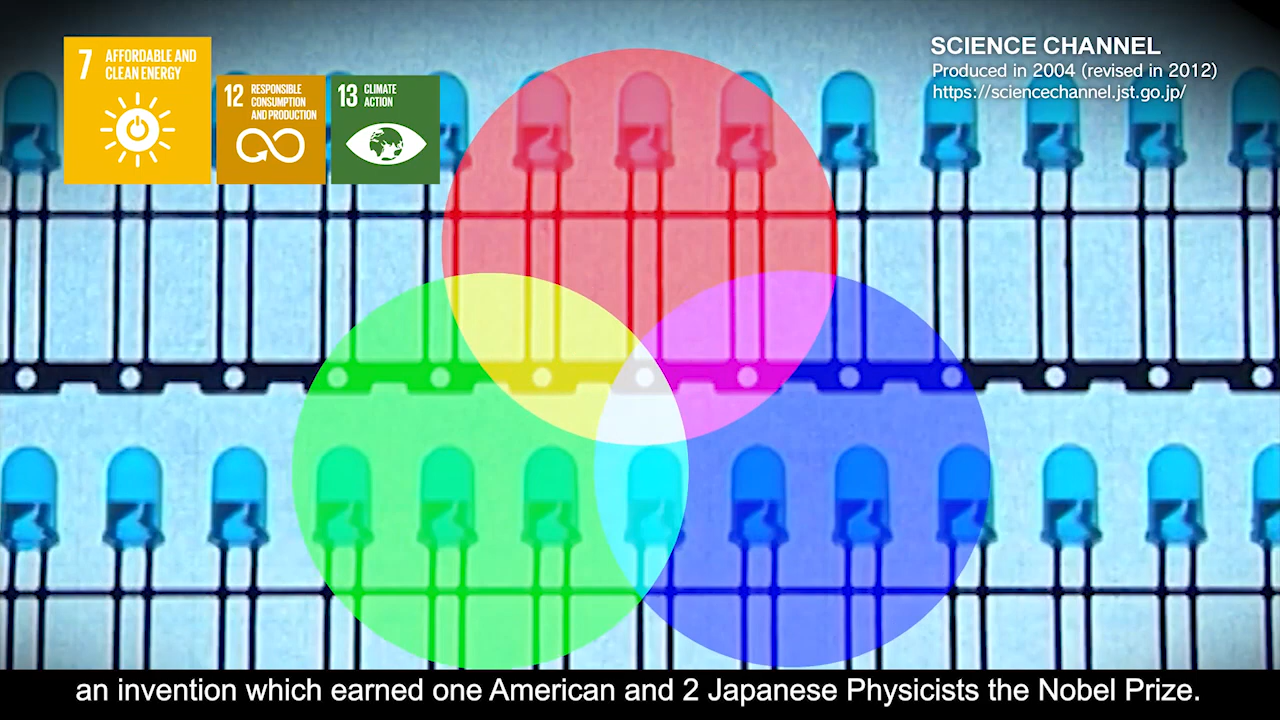 7 AFFORDABLE AND
CLEAN ENERGY
12 RESPONSIBLE
CONSUMPTION
AND PRODUCTION
13 CLIMATE
ACTION
SCIENCE CHANNEL
Produced in 2004 (revised in 2012)
https://sciencechannel.jst.go.jp/
an invention which earned one American and 2 Japanese Physicists the Nobel Prize.